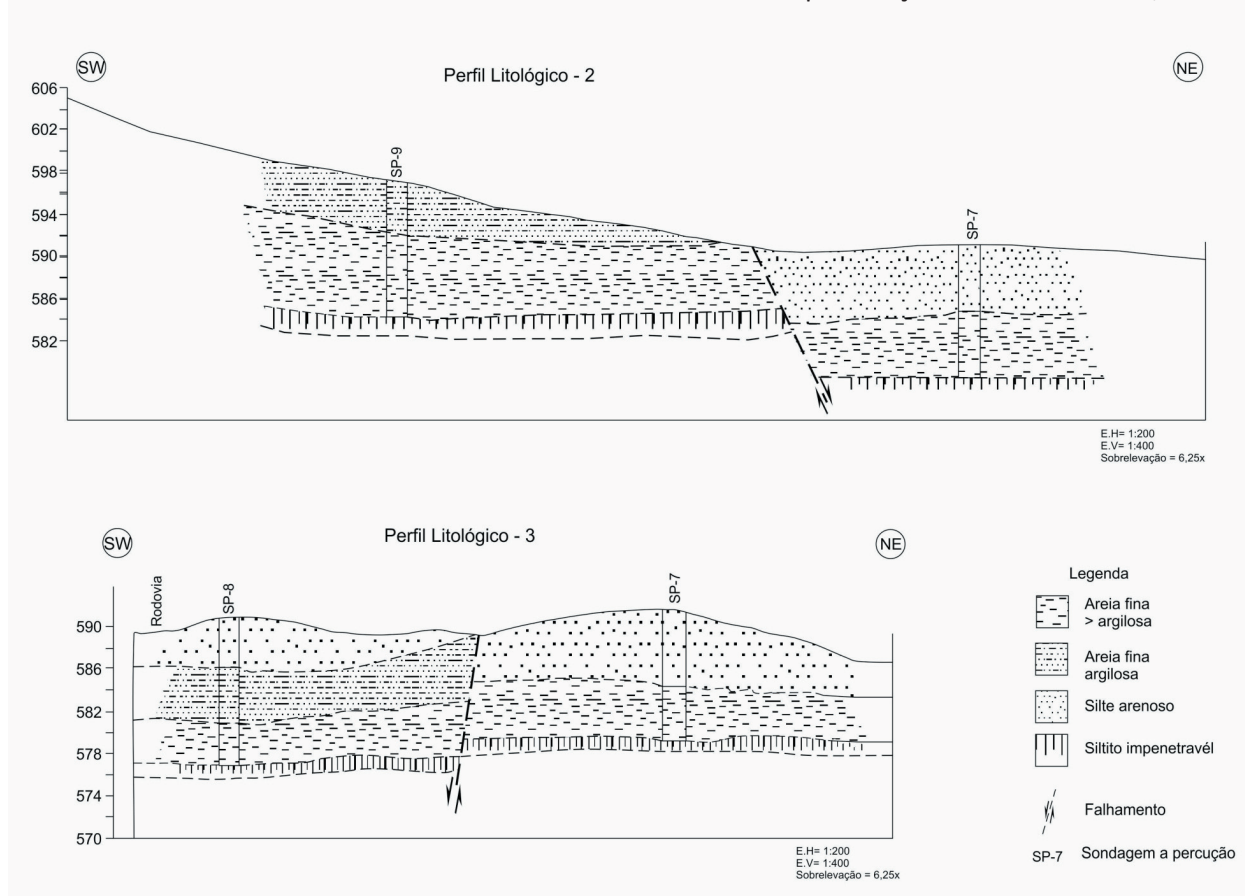 SW
Perfil Litológico - 2
NE
606
602
598
594
590
586
582
SP-9
SP-7
E.H= 1:200
E.V= 1:400
Sobrelevação = 6,25x
SW
Perfil Litológico - 3
NE
Rodovia
SP-8
SP-7
590
586
582
578
574
570
E.H= 1:200
E.V= 1:400
Sobrelevação = 6,25x
Legenda
Areia fina
> argilosa
Areia fina
argilosa
Silte arenoso
Siltito impenetravél
Falhamento
SP-7 Sondagem a percução